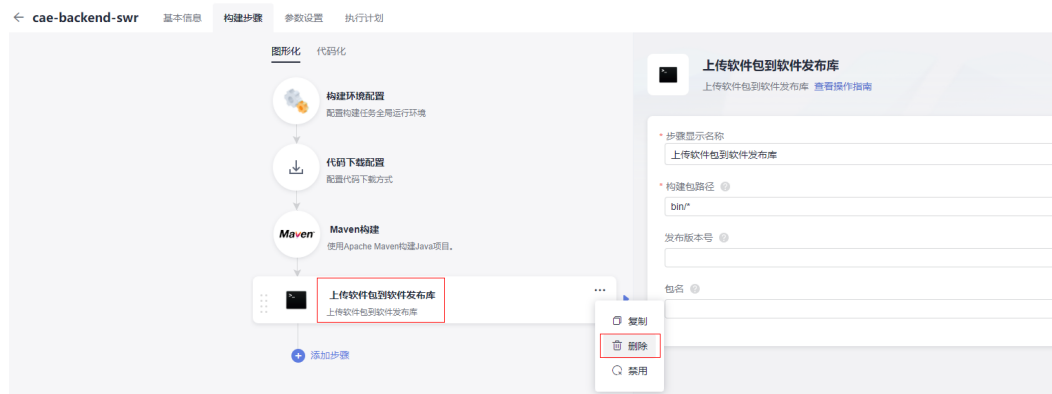 cae-backend-swr 基本信息 构建步骤 参数设置 执行计划
图形化 代码化
构建环境配置
配置构建任务全局运行环境
代码下载配置
配置代码下载方式
Maven
Maven构建
使用Apache Maven构建Java项目。
上传软件包到软件发布库
上传软件包到软件发布库
添加步骤
复制
删除
禁用
上传软件包到软件发布库
上传软件包到软件发布库 查看操作指南
* 步骤显示名称
上传软件包到软件发布库
* 构建包路径
bin/*
发布版本号
包名